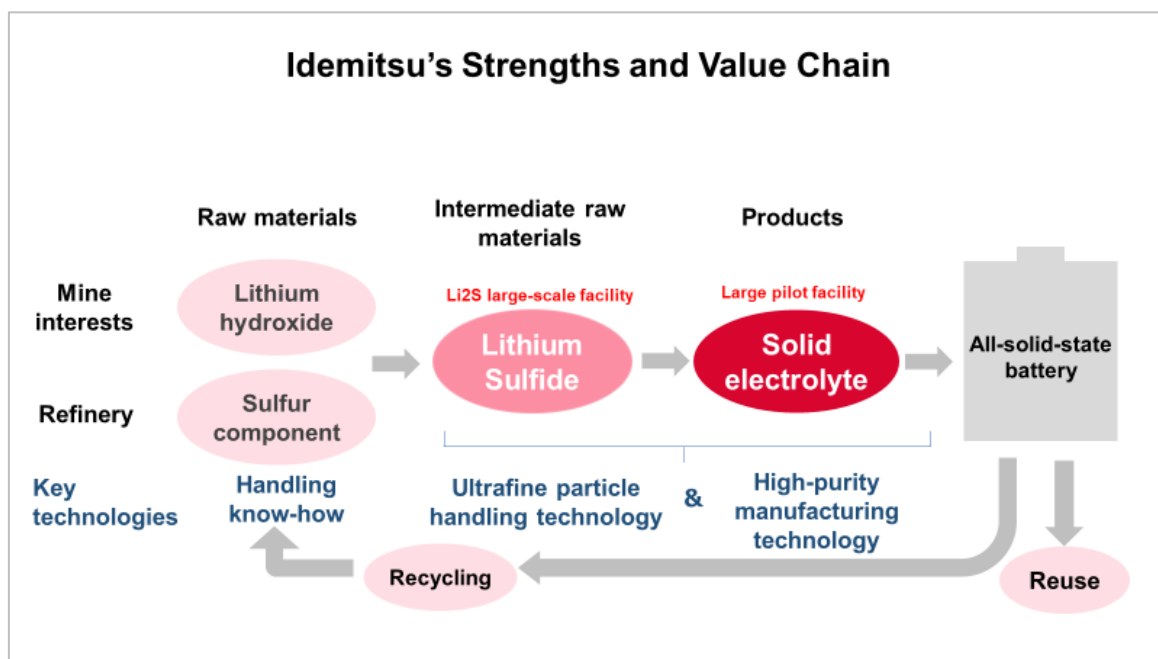 Idemitsu’s Strengths and Value Chain
Raw materials
Intermediate raw
materials
Products
Mine
interests
Lithium
hydroxide
Li2S large-scale facility
Lithium
Sulfide
Large pilot facility
Solid
electrolyte
All-solid-state
battery
Refinery
Sulfur
component
Key
technologies
Handling
know-how
Ultrafine particle
handling technology
&
High-purity
manufacturing
technology
Recycling
Reuse